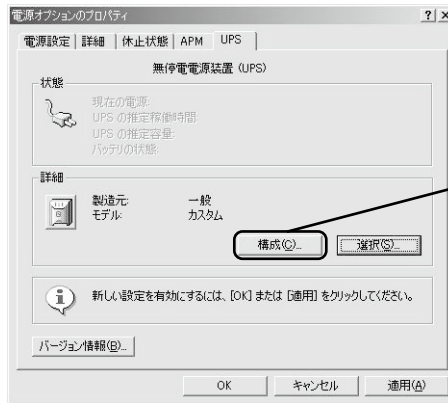 電源オプションのプロパティ
電源設定 詳細 休止状態 APM UPS
無停電電源装置 (UPS)
状態
現在の電源:
UPS の推定稼働時間:
UPS の推定容量:
バッテリの状態:
詳細
製造元: 一般
モデル: カスタム
構成(C)... 選択(S)...
新しい設定を有効にするには、[OK] または [適用] をクリックしてください。
バージョン情報(B)...
OK キャンセル 適用(A)